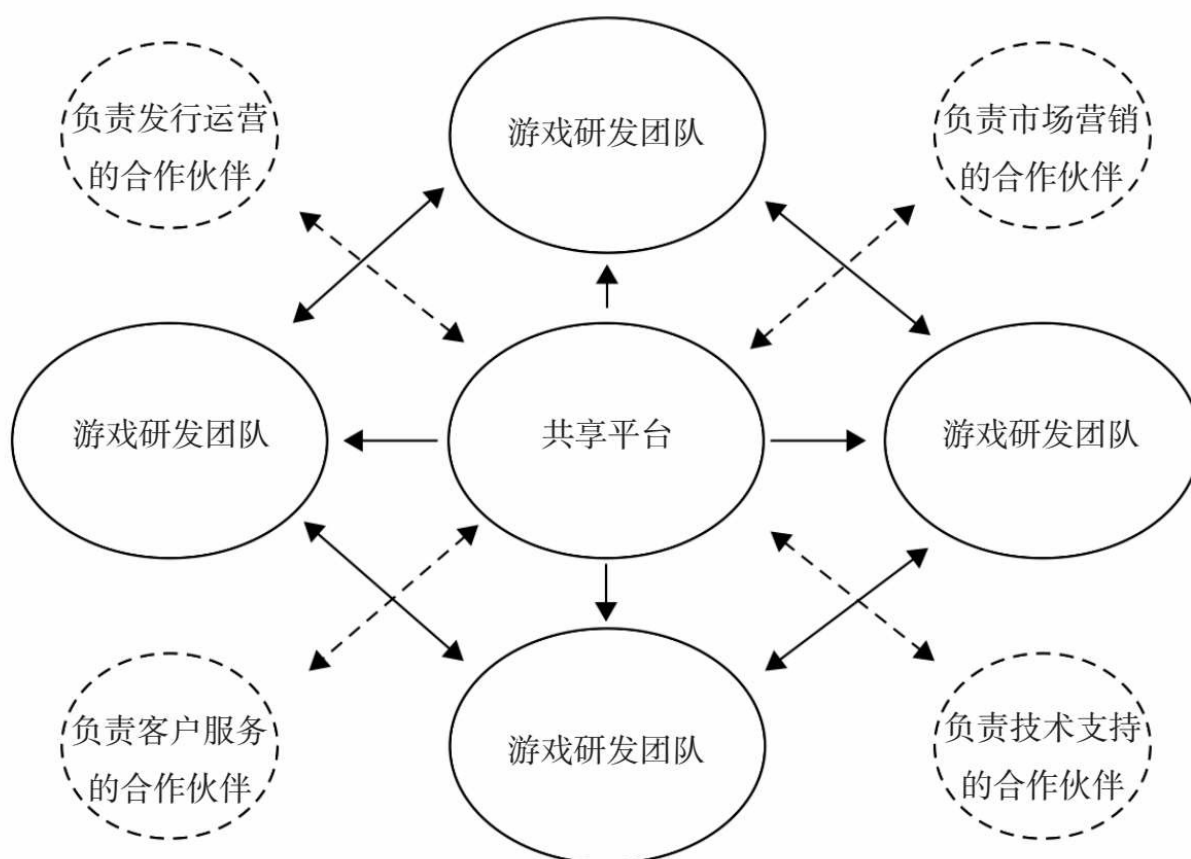 负责发行运营
的合作伙伴
游戏研发团队
负责市场营销
的合作伙伴
游戏研发团队
共享平台
游戏研发团队
负责客户服务
的合作伙伴
游戏研发团队
负责技术支持
的合作伙伴